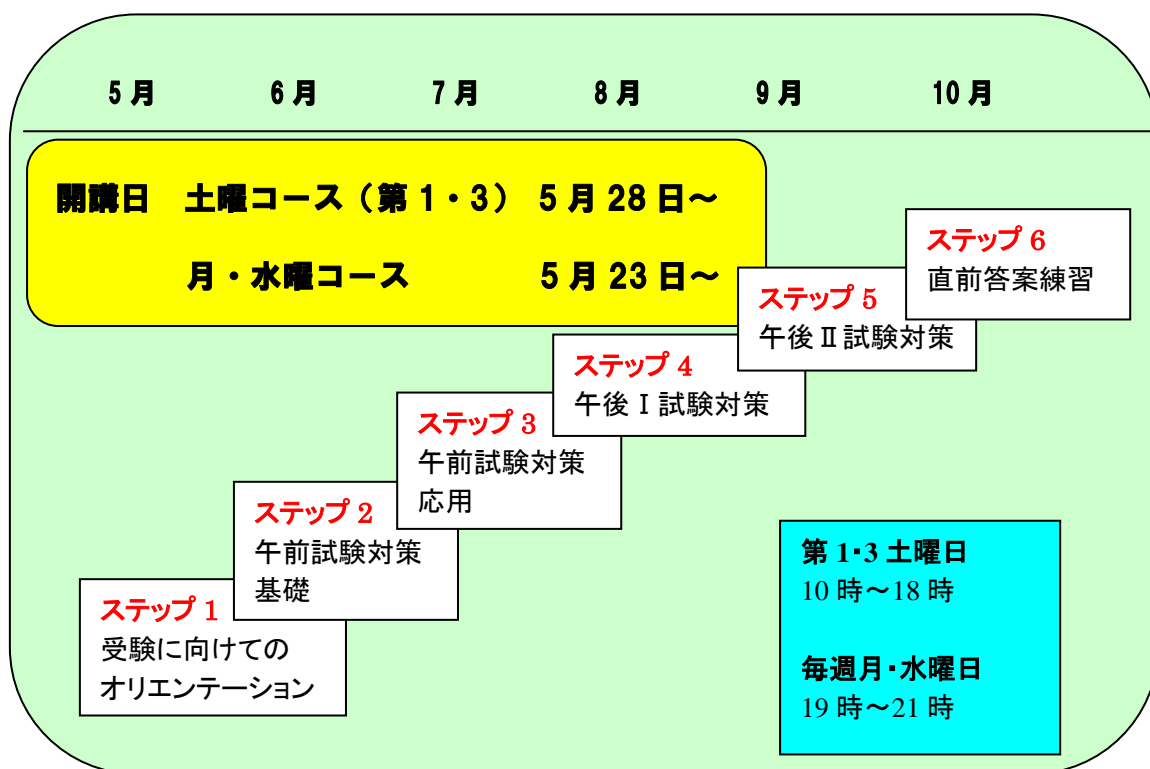 5月 6月 7月 8月 9月 10月
開講日 土曜コース（第1・3） 5月28日～
月・水曜コース 5月23日～
ステップ 6
直前答案練習
ステップ 5
午後Ⅱ試験対策
ステップ 4
午後Ⅰ試験対策
ステップ 3
午前試験対策
応用
ステップ 2
午前試験対策
基礎
ステップ 1
受験に向けての
オリエンテーション
第1・3土曜日
10時～18時
毎週月・水曜日
19時～21時